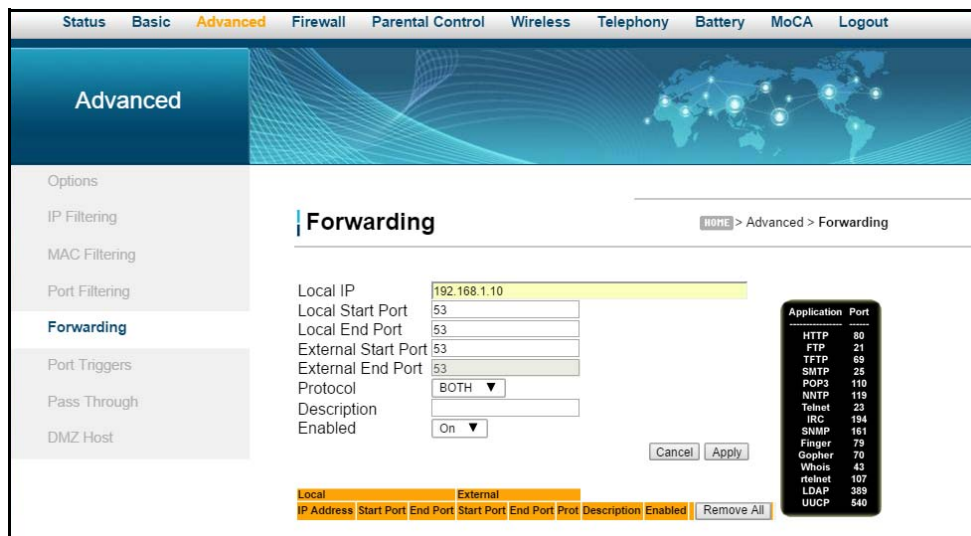 Status Basic Advanced Firewall Parental Control Wireless Telephony Battery MoCA Logout
Advanced
Options
IP Filtering
MAC Filtering
Port Filtering
Forwarding
Port Triggers
Pass Through
DMZ Host
Forwarding
HOME > Advanced > Forwarding
Local IP 192.168.1.10
Local Start Port 53
Local End Port 53
External Start Port 53
External End Port 53
Protocol BOTH
Description
Enabled On
Cancel Apply
Local External
IP Address Start Port End Port Start Port End Port Prot Description Enabled Remove All
Application Port
HTTP 80
FTP 21
TFTP 69
SMTP 25
POP3 110
NNTP 119
Telnet 23
IRC 194
SNMP 161
Finger 79
Gopher 70
Whois 43
rtelnet 107
LDAP 389
UUCP 540